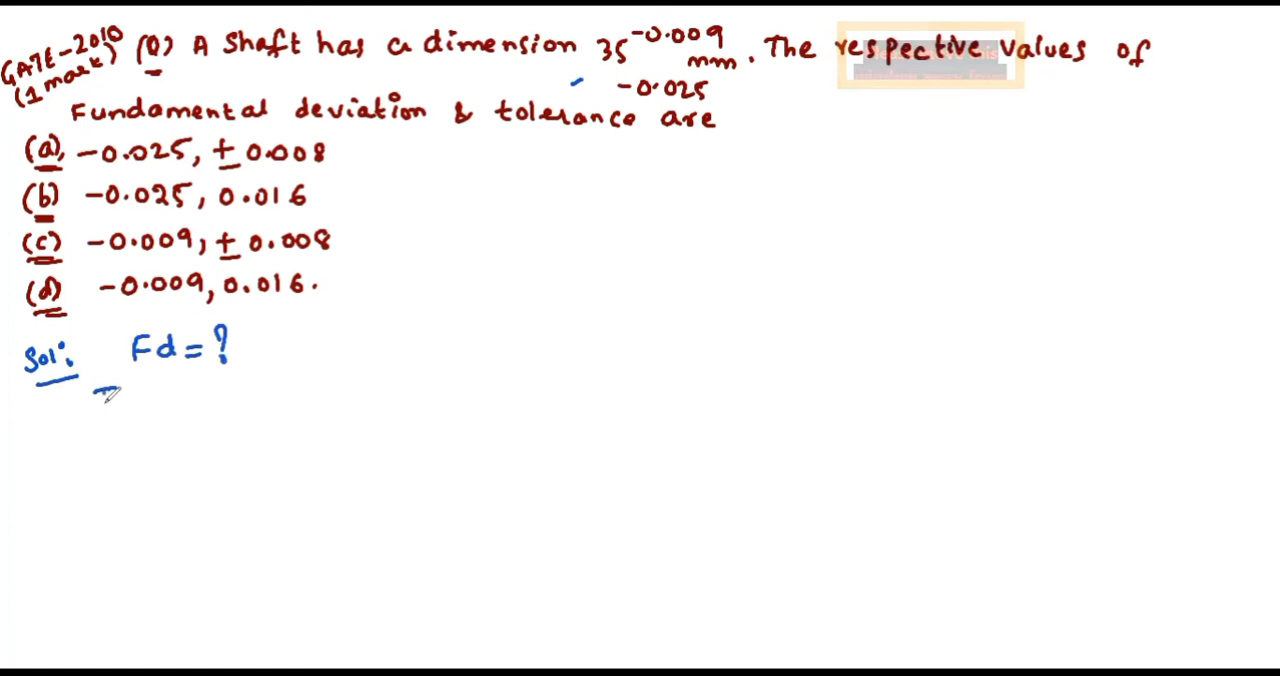 GATE-2010 (Q) A Shaft has a dimension 35 -0.009 mm. The respective values of
(1 mark) -0.025
Fundamental deviation & tolerance are
(a), -0.025, ± 0.008
(b) -0.025, 0.016
(c) -0.009, ± 0.008
(d) -0.009, 0.016.
Sol: Fd = ?